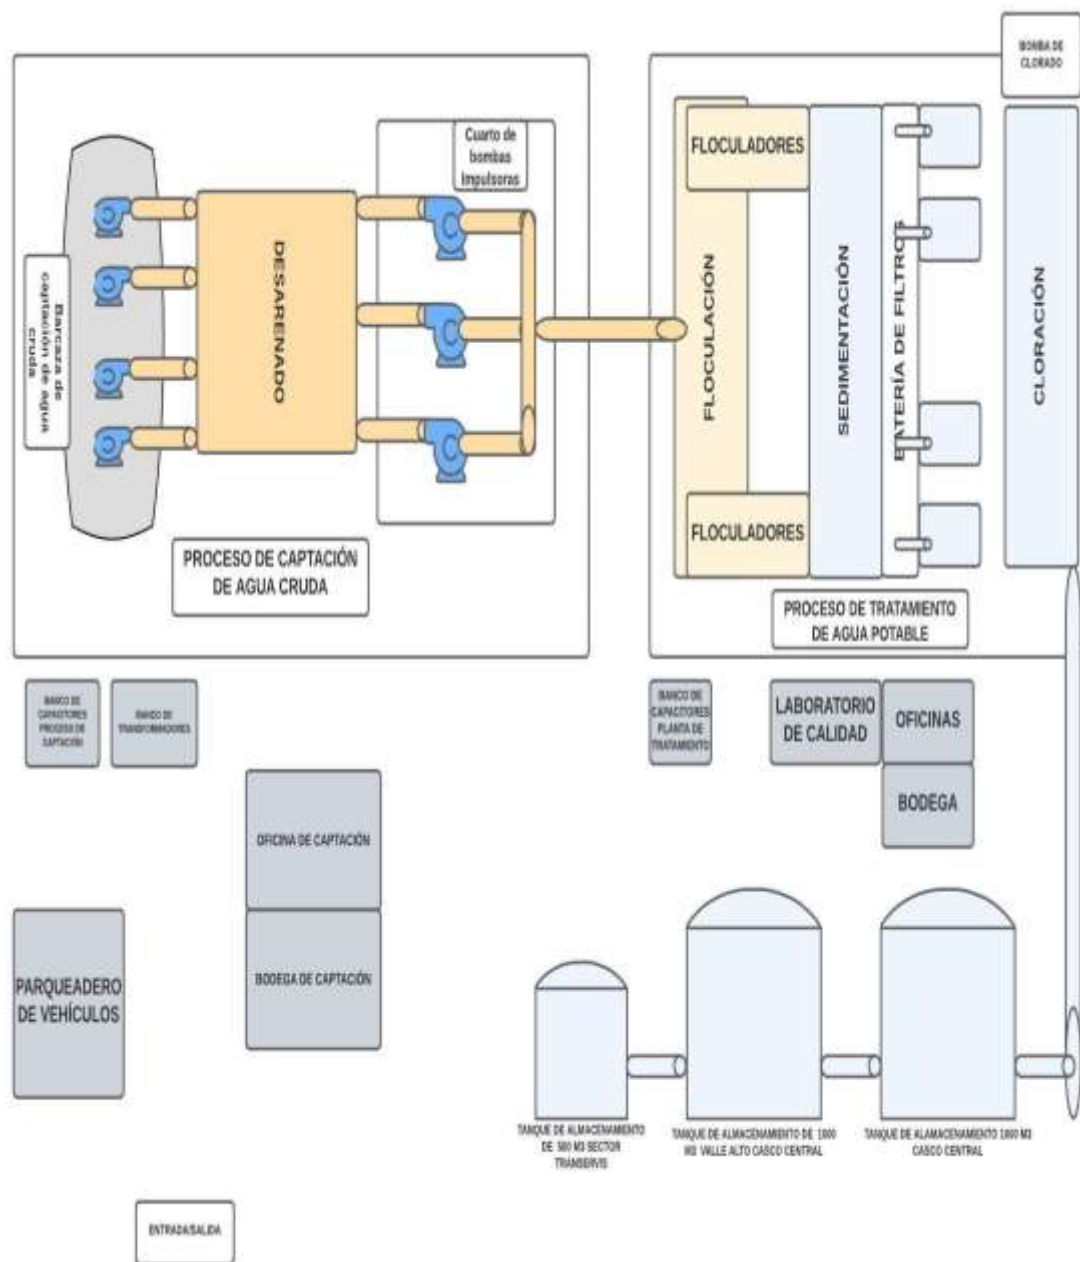 BOMBA DE
CLORADO
Cuarto de
bombas
Impulsoras
Barcaza de
captación de agua
cruda
DESARENADO
PROCESO DE CAPTACIÓN
DE AGUA CRUDA
FLOCULADORES
FLOCULACIÓN
FLOCULADORES
SEDIMENTACIÓN
BATERÍA DE FILTROS
CLORACIÓN
PROCESO DE TRATAMIENTO
DE AGUA POTABLE
BANCO DE
CAPACITORES
PROCESO DE
CAPTACIÓN
BANCO DE
TRANSFORMADORES
BANCO DE
CAPACITORES
PLANTA DE
TRATAMIENTO
LABORATORIO
DE CALIDAD
OFICINAS
BODEGA
OFICINA DE CAPTACIÓN
BODEGA DE CAPTACIÓN
PARQUEADERO
DE VEHÍCULOS
TANQUE DE ALMACENAMIENTO
DE 500 M3 SECTOR
TRANSERVIS
TANQUE DE ALMACENAMIENTO DE 1000
M3 VALLE ALTO CASCO CENTRAL
TANQUE DE ALAMACENAMIENTO 1000 M3
CASCO CENTRAL
ENTRADA/SALIDA